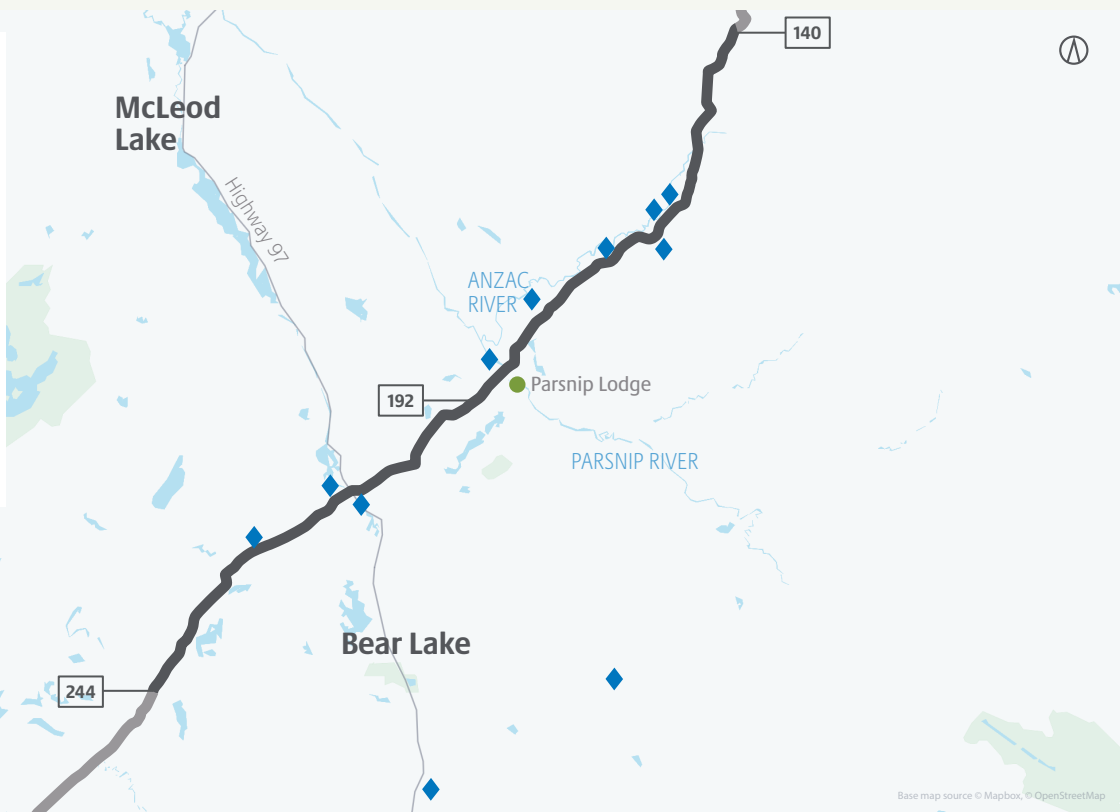 140
McLeod
Lake
Highway 97
ANZAC
RIVER
Parsnip Lodge
192
PARSNIP RIVER
Bear Lake
244
Base map source © Mapbox, © OpenStreetMap